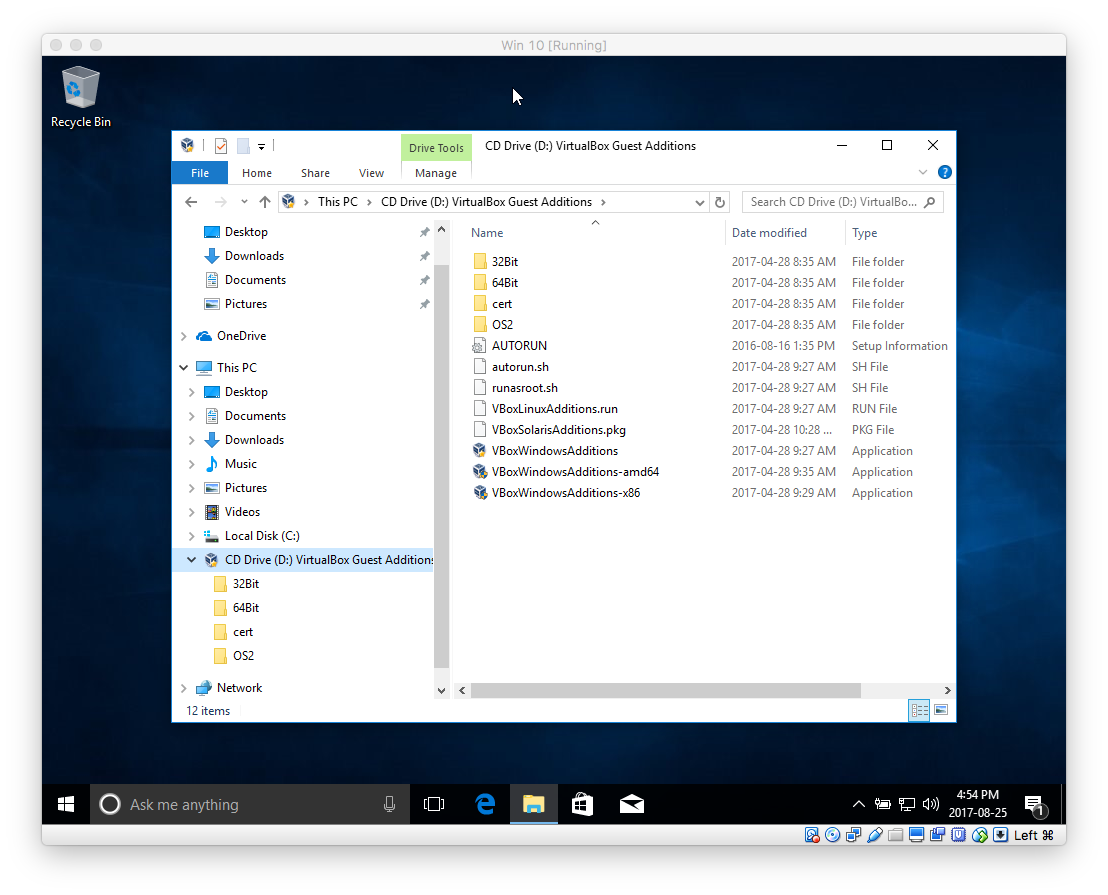 Win 10 [Running]
Recycle Bin
Drive Tools CD Drive (D:) VirtualBox Guest Additions
File Home Share View Manage
This PC CD Drive (D:) VirtualBox Guest Additions Search CD Drive (D:) VirtualBo...
Desktop
Downloads
Documents
Pictures
OneDrive
This PC
Desktop
Documents
Downloads
Music
Pictures
Videos
Local Disk (C:)
CD Drive (D:) VirtualBox Guest Additions
32Bit
64Bit
cert
OS2
Network
Name Date modified Type
32Bit 2017-04-28 8:35 AM File folder
64Bit 2017-04-28 8:35 AM File folder
cert 2017-04-28 8:35 AM File folder
OS2 2017-04-28 8:35 AM File folder
AUTORUN 2016-08-16 1:35 PM Setup Information
autorun.sh 2017-04-28 9:27 AM SH File
runasroot.sh 2017-04-28 9:27 AM SH File
VBoxLinuxAdditions.run 2017-04-28 9:27 AM RUN File
VBoxSolarisAdditions.pkg 2017-04-28 10:28 ... PKG File
VBoxWindowsAdditions 2017-04-28 9:27 AM Application
VBoxWindowsAdditions-amd64 2017-04-28 9:35 AM Application
VBoxWindowsAdditions-x86 2017-04-28 9:29 AM Application
12 items
Ask me anything
4:54 PM
2017-08-25
1
Left ⌘